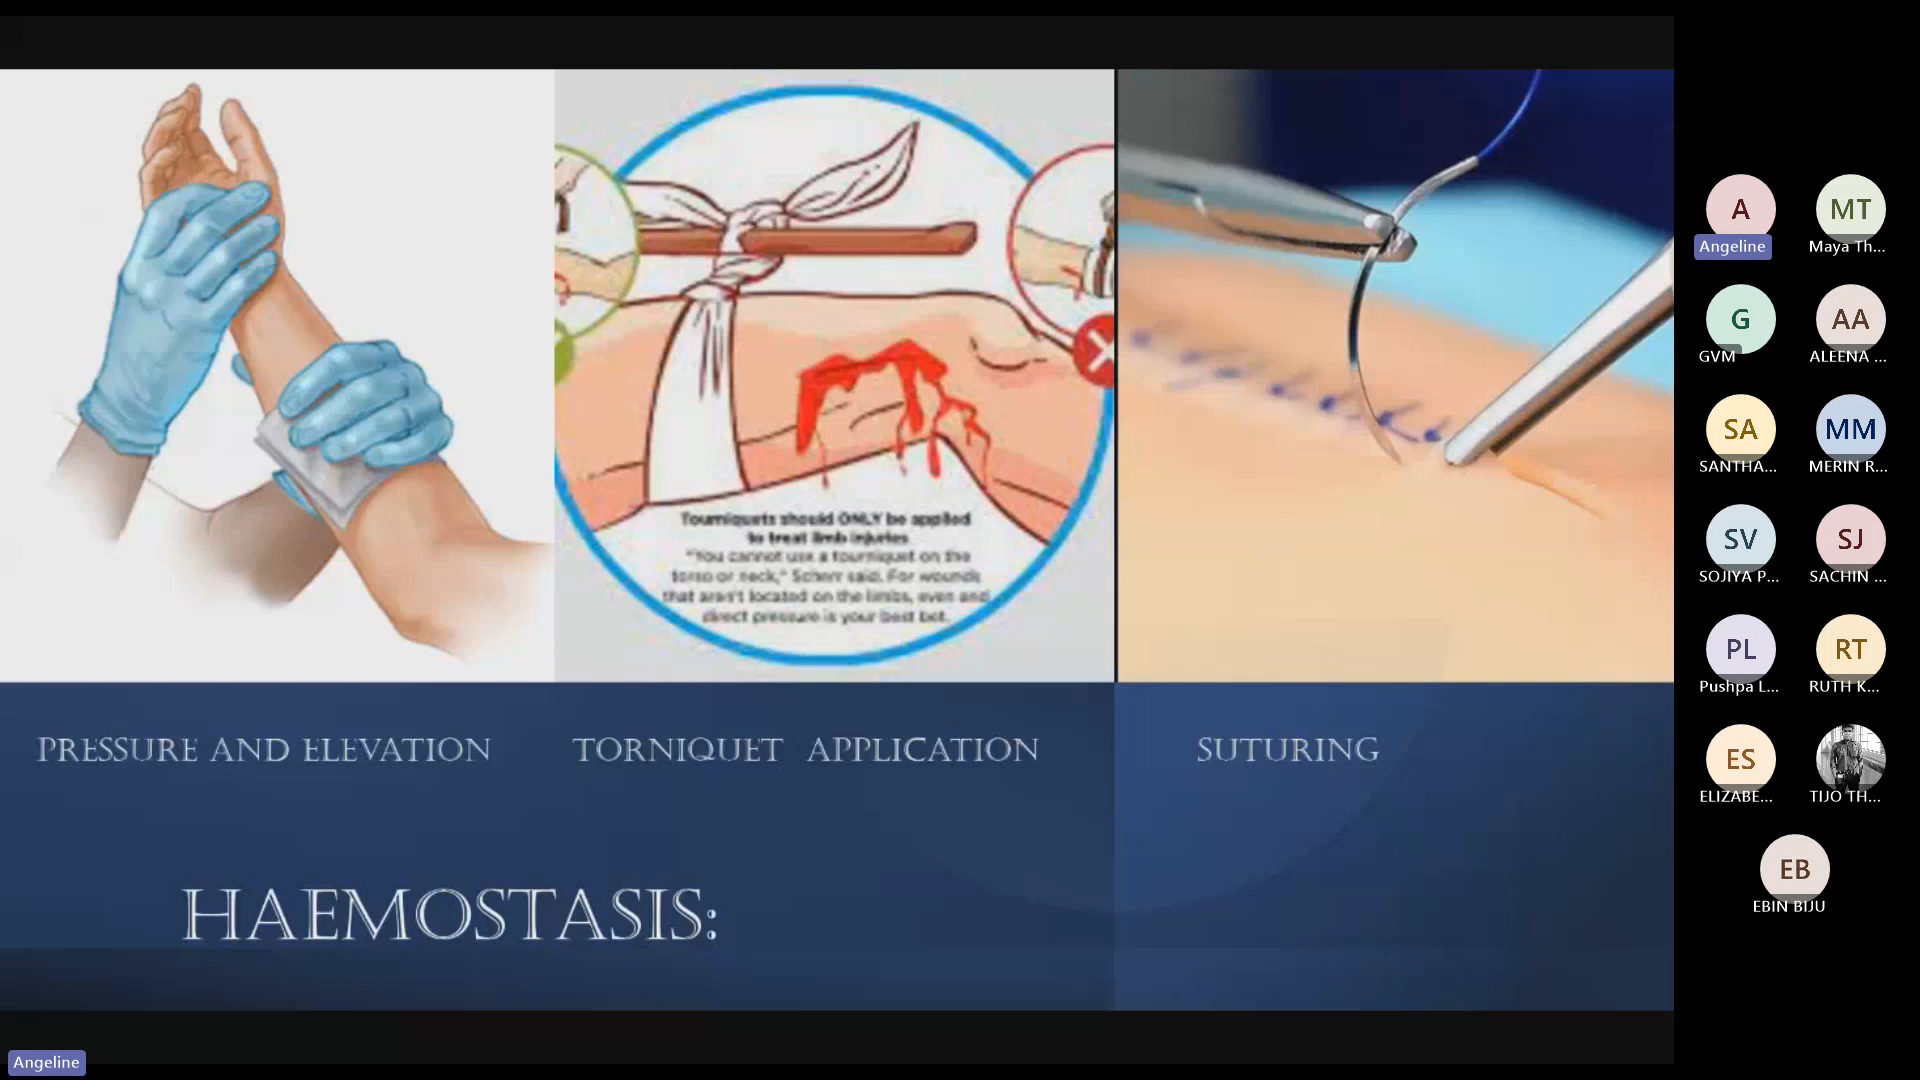 Tourniquets should ONLY be applied
to treat limb injuries
"You cannot use a tourniquet on the
torso or neck," Scherr said. For wounds
that aren't located on the limbs, even and
direct pressure is your best bet.
PRESSURE AND ELEVATION
TORNIQUET APPLICATION
SUTURING
HAEMOSTASIS:
Angeline
A
Angeline
MT
Maya Th...
G
GVM
AA
ALEENA ...
SA
SANTHA...
MM
MERIN R...
SV
SOJIYA P...
SJ
SACHIN ...
PL
Pushpa L...
RT
RUTH K...
ES
ELIZABE...
TIJO TH...
EB
EBIN BIJU